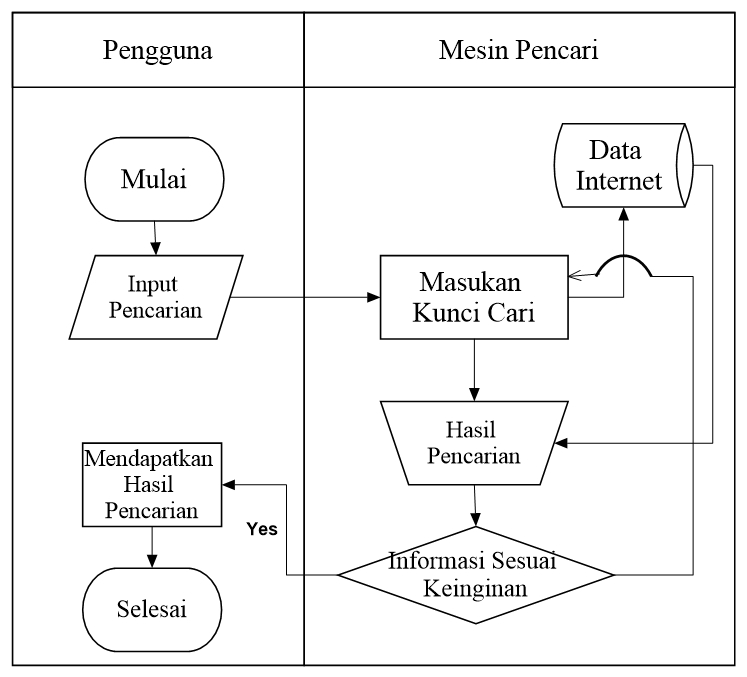 Pengguna
Mesin Pencari
Mulai
Data
Internet
Input
Pencarian
Masukan
Kunci Cari
Hasil
Pencarian
Mendapatkan
Hasil
Pencarian
Yes
Informasi Sesuai
Keinginan
Selesai